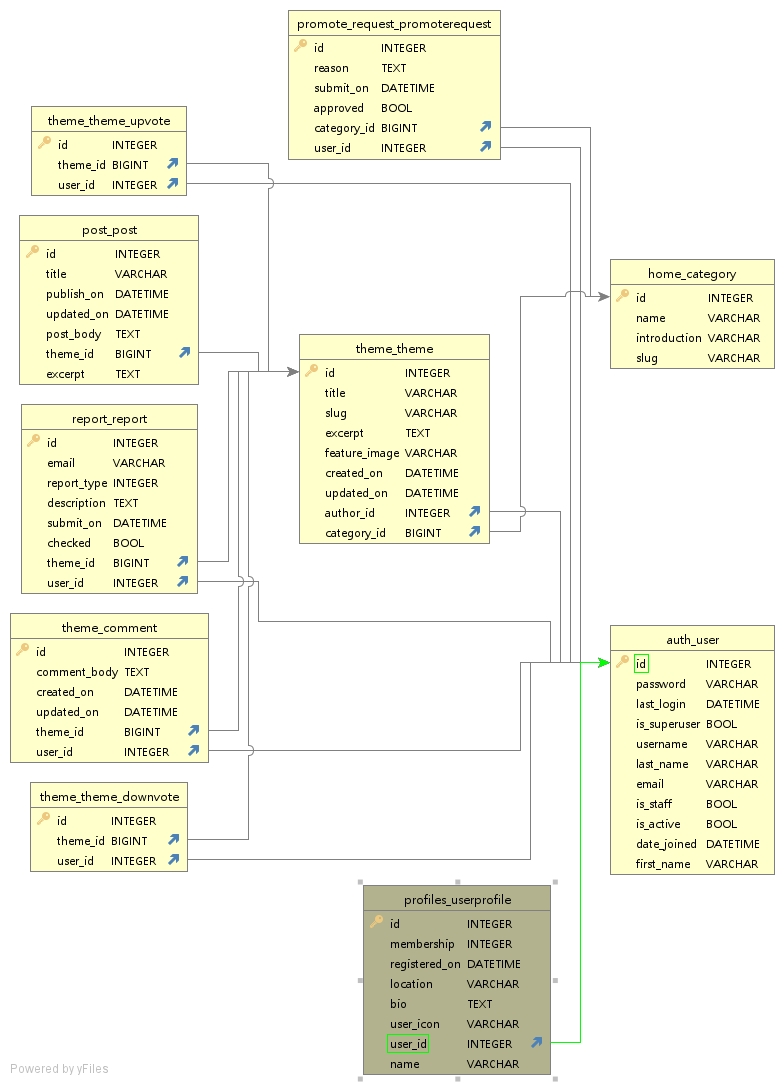 promote_request_promoterequest
id INTEGER
reason TEXT
submit_on DATETIME
approved BOOL
category_id BIGINT
user_id INTEGER
theme_theme_upvote
id INTEGER
theme_id BIGINT
user_id INTEGER
post_post
id INTEGER
title VARCHAR
publish_on DATETIME
updated_on DATETIME
post_body TEXT
theme_id BIGINT
excerpt TEXT
home_category
id INTEGER
name VARCHAR
introduction VARCHAR
slug VARCHAR
theme_theme
id INTEGER
title VARCHAR
slug VARCHAR
excerpt TEXT
feature_image VARCHAR
created_on DATETIME
updated_on DATETIME
author_id INTEGER
category_id BIGINT
report_report
id INTEGER
email VARCHAR
report_type INTEGER
description TEXT
submit_on DATETIME
checked BOOL
theme_id BIGINT
user_id INTEGER
theme_comment
id INTEGER
comment_body TEXT
created_on DATETIME
updated_on DATETIME
theme_id BIGINT
user_id INTEGER
auth_user
id INTEGER
password VARCHAR
last_login DATETIME
is_superuser BOOL
username VARCHAR
last_name VARCHAR
email VARCHAR
is_staff BOOL
is_active BOOL
date_joined DATETIME
first_name VARCHAR
theme_theme_downvote
id INTEGER
theme_id BIGINT
user_id INTEGER
profiles_userprofile
id INTEGER
membership INTEGER
registered_on DATETIME
location VARCHAR
bio TEXT
user_icon VARCHAR
user_id INTEGER
name VARCHAR
Powered by yFiles